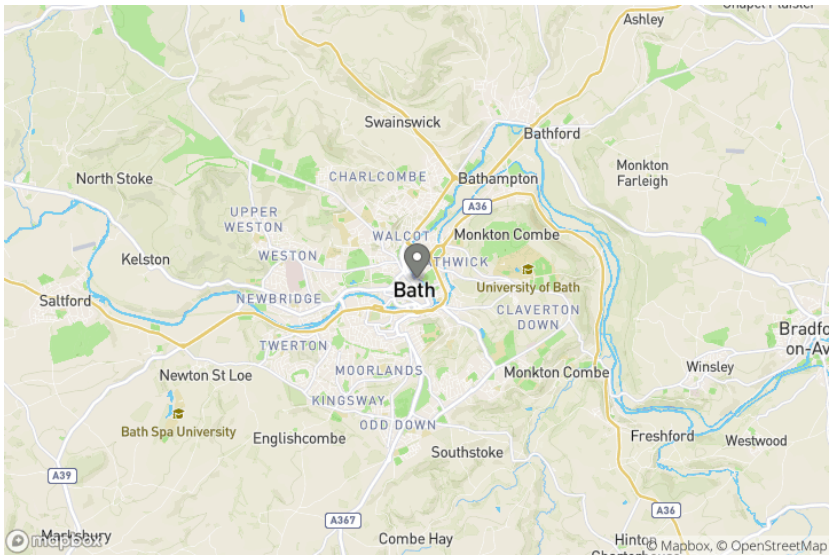 Ashley
Swainswick
Bathford
North Stoke
CHARLCOMBE
Bathampton
Monkton
Farleigh
UPPER
WESTON
A36
WALCOT
Monkton Combe
Kelston
WESTON
University of Bath
Bath
Saltford
NEWBRIDGE
CLAVERTON
DOWN
TWERTON
Newton St Loe
MOORLANDS
Monkton Combe
Winsley
KINGSWAY
Bath Spa University
Englishcombe
ODD DOWN
Freshford
Westwood
Southstoke
A39
A367
A36
Combe Hay
Hinton
mapbox
© Mapbox, © OpenStreetMap